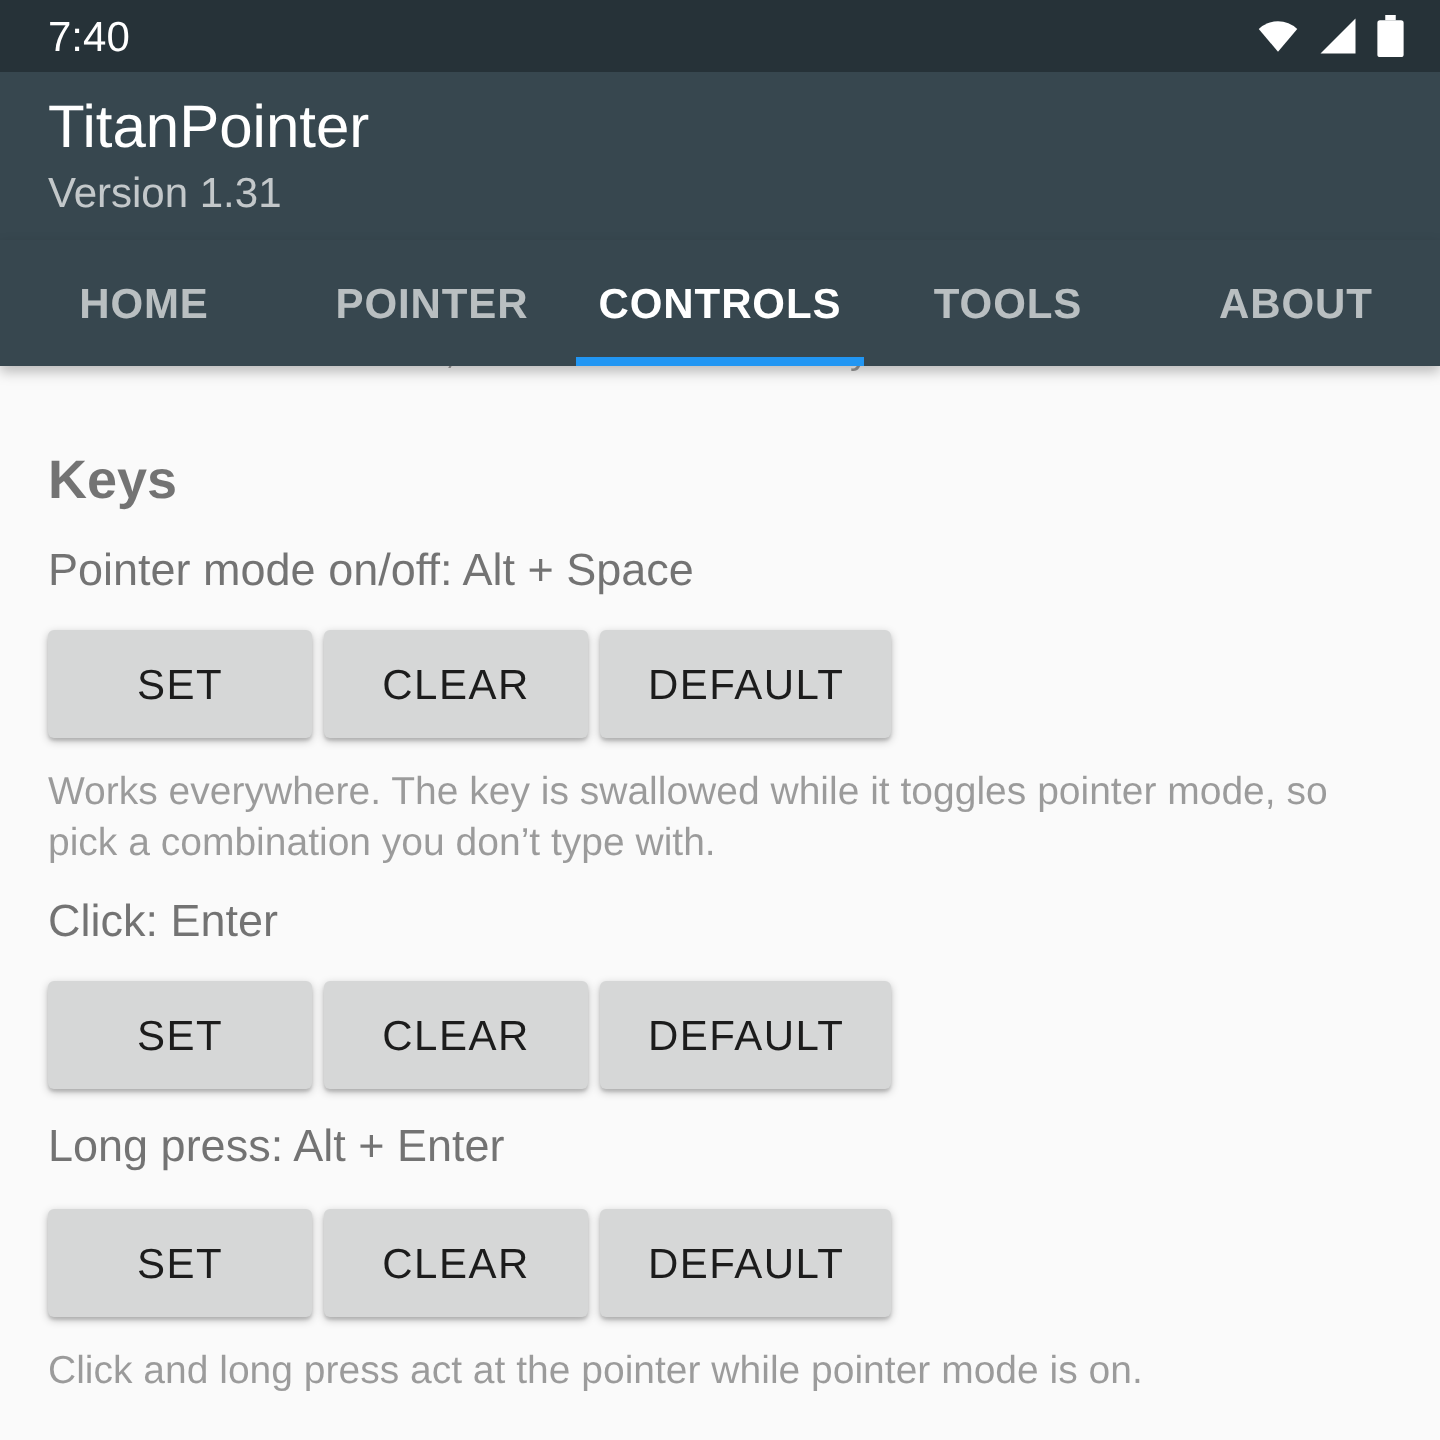 7:40
TitanPointer
Version 1.31
HOME POINTER CONTROLS TOOLS ABOUT
Keys
Pointer mode on/off: Alt + Space
SET CLEAR DEFAULT
Works everywhere. The key is swallowed while it toggles pointer mode, so
pick a combination you don’t type with.
Click: Enter
SET CLEAR DEFAULT
Long press: Alt + Enter
SET CLEAR DEFAULT
Click and long press act at the pointer while pointer mode is on.